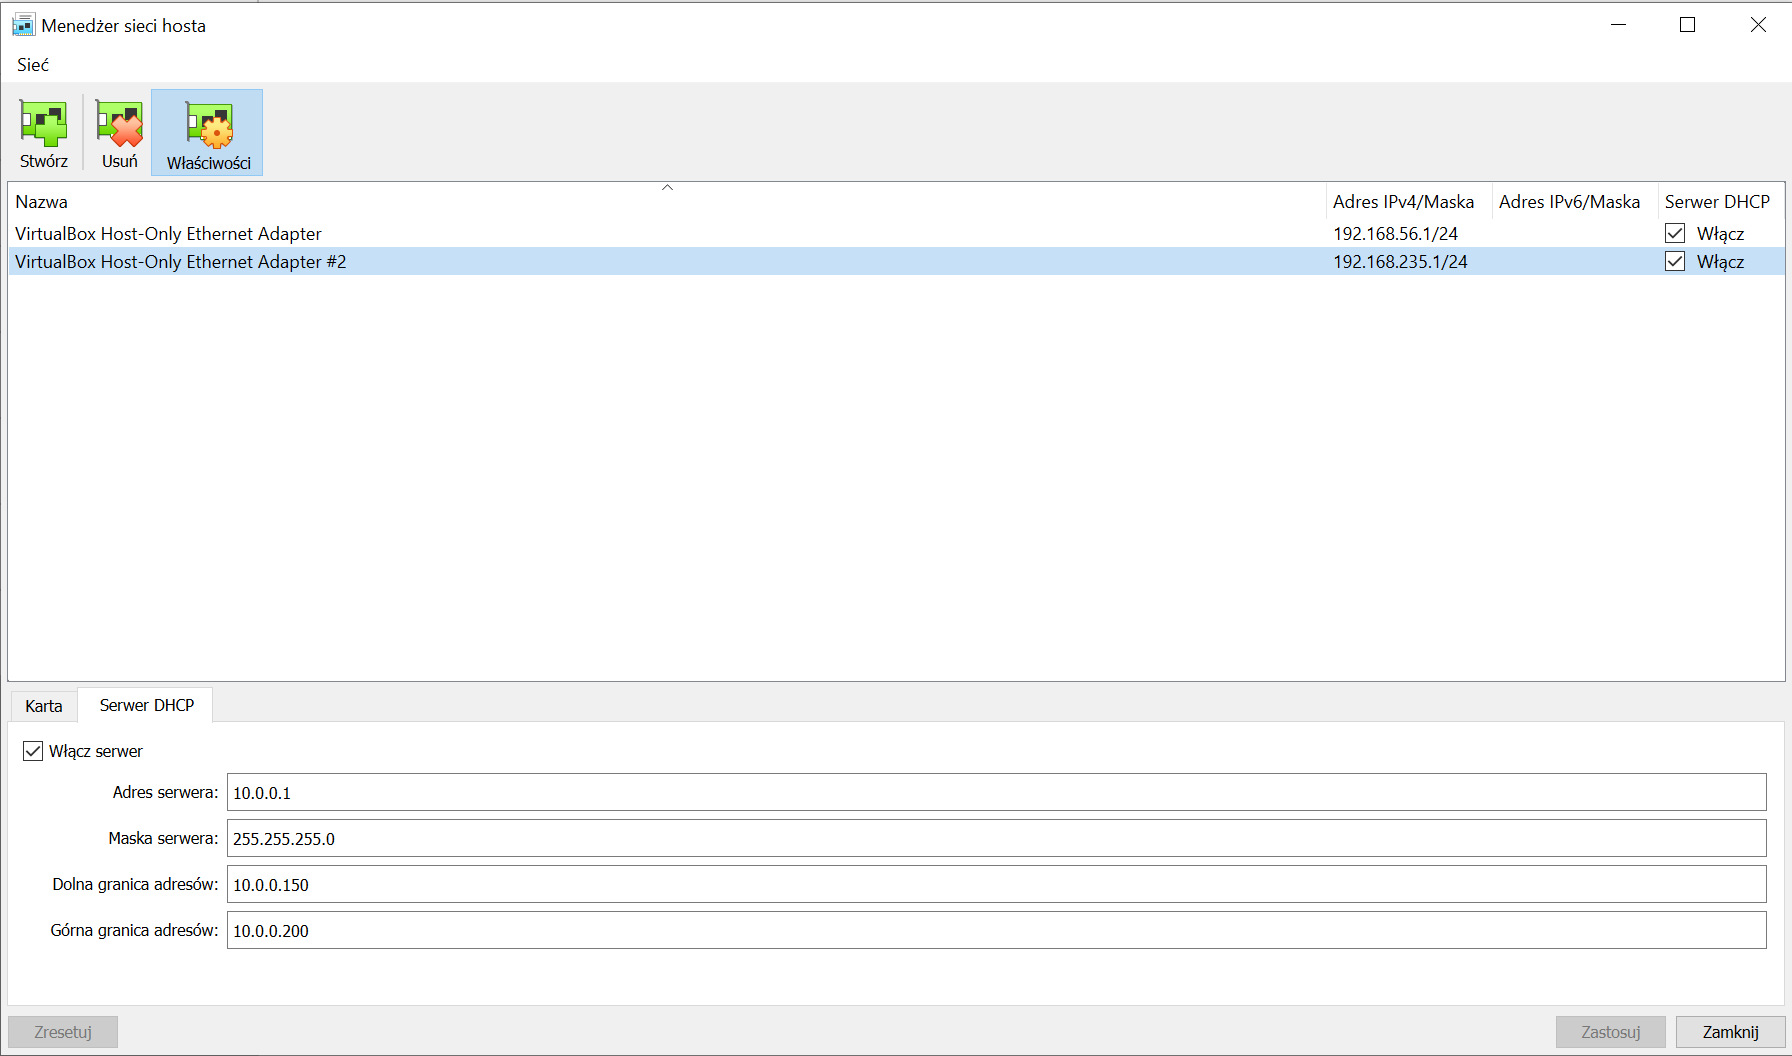 Menedżer sieci hosta
Sieć
Stwórz
Usuń
Właściwości
Nazwa Adres IPv4/Maska Adres IPv6/Maska Serwer DHCP
VirtualBox Host-Only Ethernet Adapter 192.168.56.1/24 Włącz
VirtualBox Host-Only Ethernet Adapter #2 192.168.235.1/24 Włącz
Karta Serwer DHCP
Włącz serwer
Adres serwera: 10.0.0.1
Maska serwera: 255.255.255.0
Dolna granica adresów: 10.0.0.150
Górna granica adresów: 10.0.0.200
Zresetuj Zastosuj Zamknij